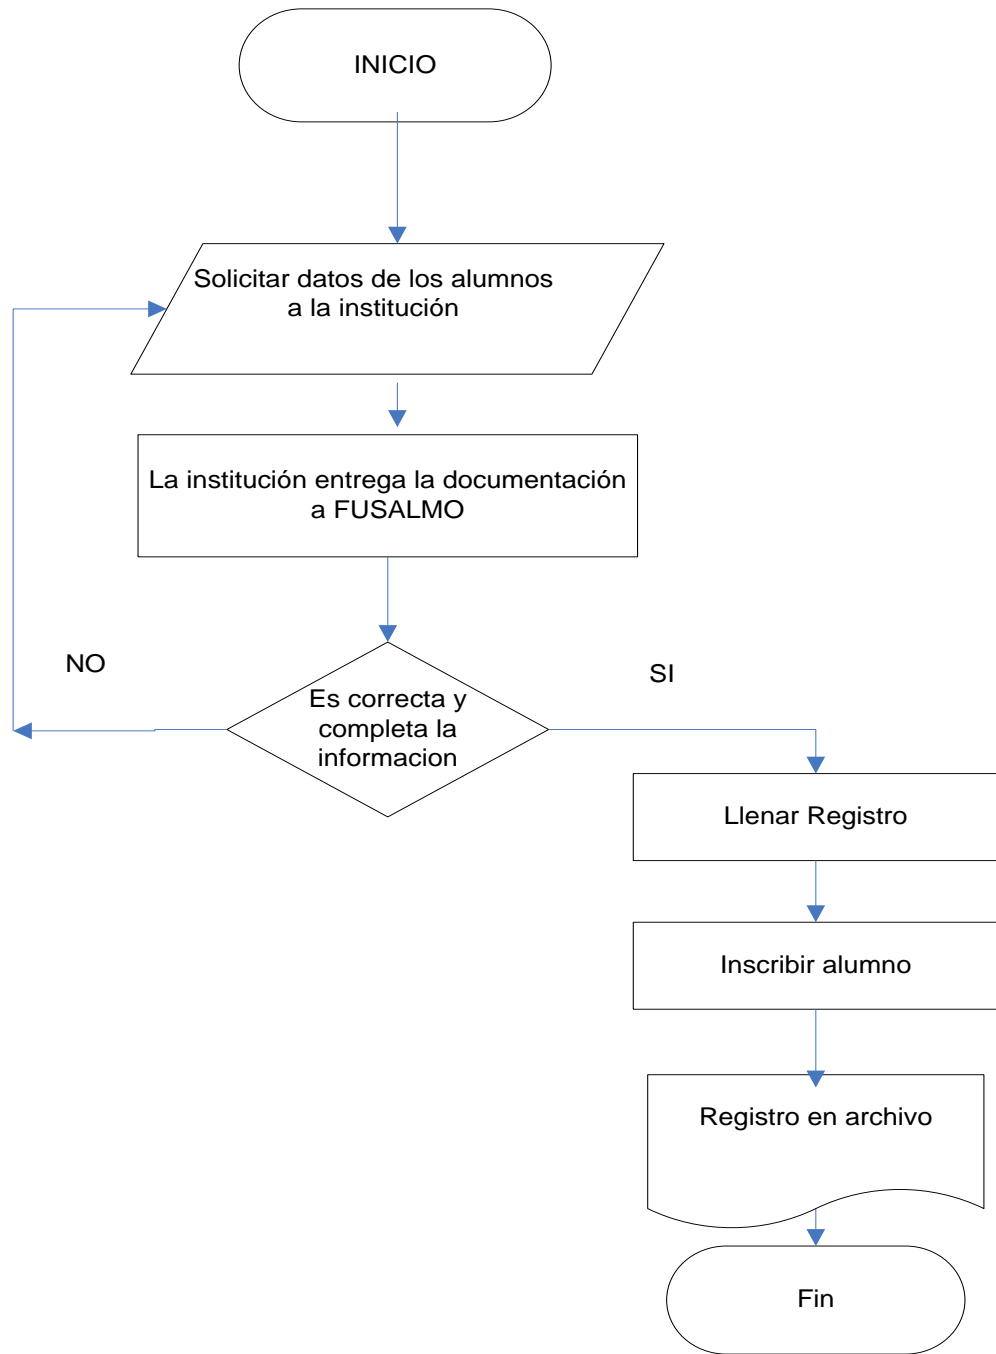 INICIO
Solicitar datos de los alumnos
a la institución
La institución entrega la documentación
a FUSALMO
NO
SI
Es correcta y
completa la
informacion
Llenar Registro
Inscribir alumno
Registro en archivo
Fin